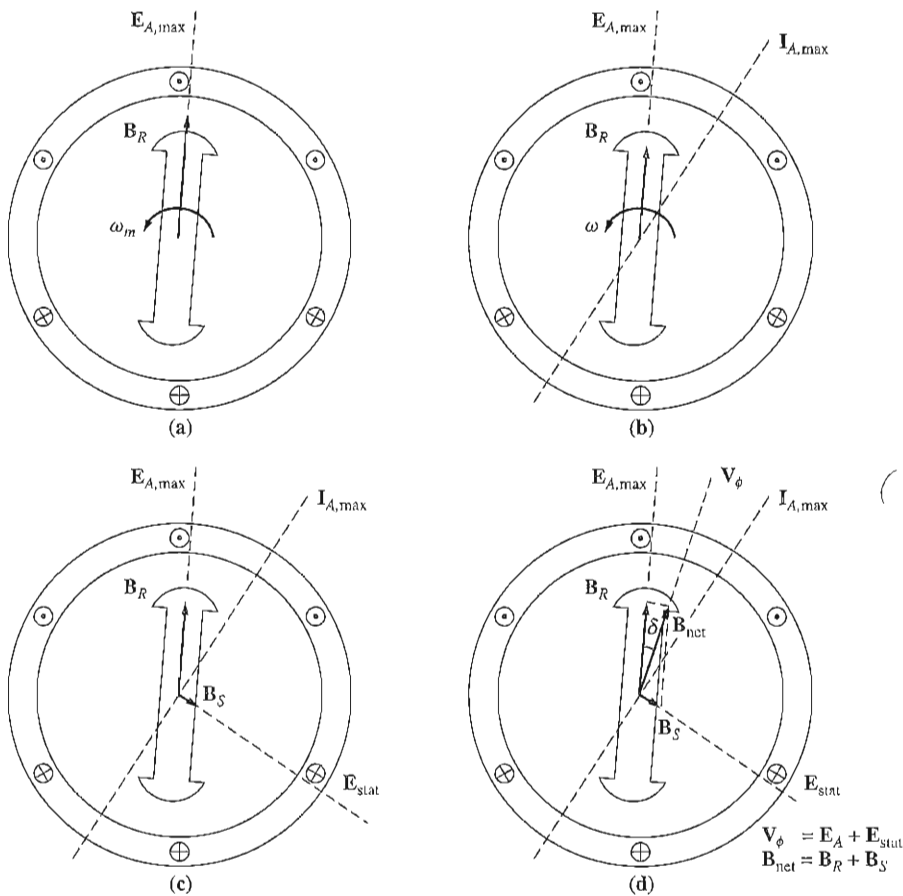 E_A,max
B_R
ω_m
(a)
E_A,max
I_A,max
B_R
ω
(b)
E_A,max
I_A,max
B_R
B_S
E_stat
(c)
E_A,max
V_ϕ
I_A,max
B_R
δ
B_net
B_S
E_stat
V_ϕ = E_A + E_stat
B_net = B_R + B_S
(d)